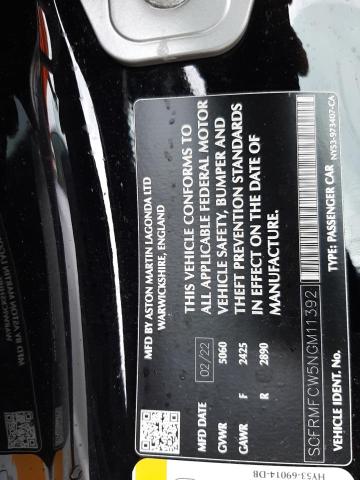 MFD BY ASTON MARTIN LAGONDA LTD
WARWICKSHIRE, ENGLAND
THIS VEHICLE CONFORMS TO
ALL APPLICABLE FEDERAL MOTOR
VEHICLE SAFETY, BUMPER AND
THEFT PREVENTION STANDARDS
IN EFFECT ON THE DATE OF
MANUFACTURE.
MFD DATE 02/22
GVWR 5060
GAWR F 2425
R 2890
SCFRMFCW5NGM11392
VEHICLE IDENT. No. TYPE: PASSENGER CAR
NY53-973407-CA
HY53-69014-DB